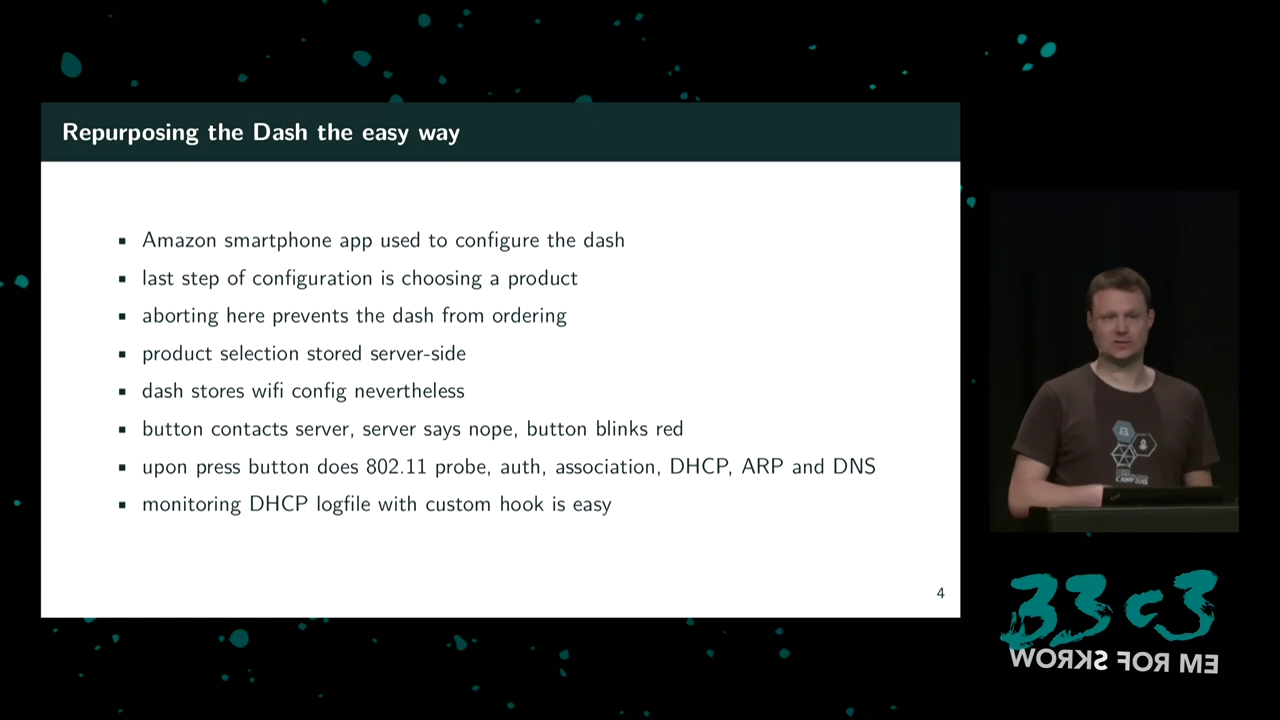 Repurposing the Dash the easy way
▪ Amazon smartphone app used to configure the dash
▪ last step of configuration is choosing a product
▪ aborting here prevents the dash from ordering
▪ product selection stored server-side
▪ dash stores wifi config nevertheless
▪ button contacts server, server says nope, button blinks red
▪ upon press button does 802.11 probe, auth, association, DHCP, ARP and DNS
▪ monitoring DHCP logfile with custom hook is easy
4
CAMP 2015
33c3
WORKS FOR ME